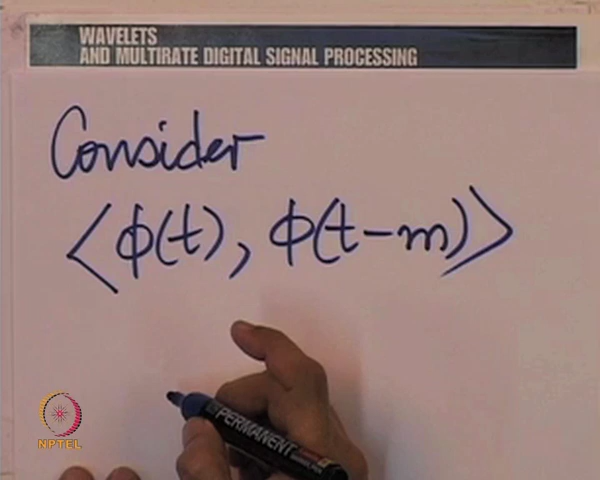 WAVELETS
AND MULTIRATE DIGITAL SIGNAL PROCESSING
Consider
⟨ϕ(t), ϕ(t-m)⟩
PERMANENT
NPTEL